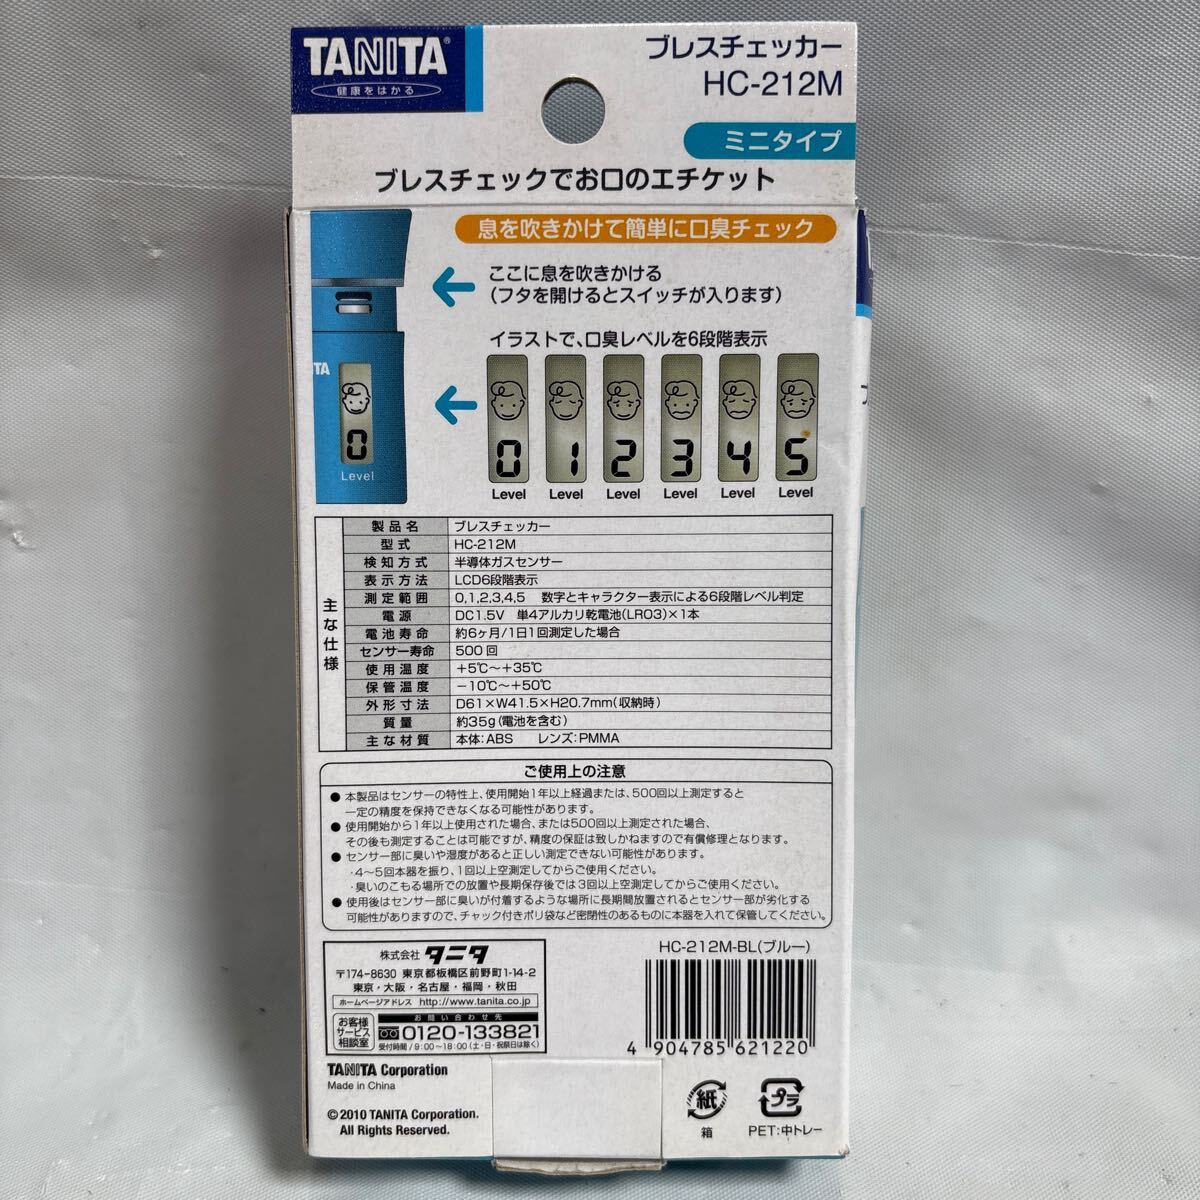 TANITA®
健康をはかる
ブレスチェッカー
HC-212M
ミニタイプ
ブレスチェックでお口のエチケット
息を吹きかけて簡単に口臭チェック
ここに息を吹きかける
(フタを開けるとスイッチが入ります)
イラストで、口臭レベルを6段階表示
TA
0
Level
0 1 2 3 4 5
Level Level Level Level Level Level
主な仕様
製品名 ブレスチェッカー
型式 HC-212M
検知方式 半導体ガスセンサー
表示方法 LCD6段階表示
測定範囲 0,1,2,3,4,5 数字とキャラクター表示による6段階レベル判定
電源 DC1.5V 単4アルカリ乾電池(LR03)×1本
電池寿命 約6ヶ月/1日1回測定した場合
センサー寿命 500回
使用温度 +5℃〜+35℃
保管温度 −10℃〜+50℃
外形寸法 D61×W41.5×H20.7mm(収納時)
質量 約35g(電池を含む)
主な材質 本体:ABS レンズ:PMMA
ご使用上の注意
●本製品はセンサーの特性上、使用開始1年以上経過または、500回以上測定すると
一定の精度を保持できなくなる可能性があります。
●使用開始から1年以上使用された場合、または500回以上測定された場合、
その後も測定することは可能ですが、精度の保証は致しかねますので有償修理となります。
●センサー部に臭いや湿度があると正しい測定できない可能性があります。
・4〜5回本器を振り、1回以上空測定してからご使用ください。
・臭いのこもる場所での放置や長期保存後では3回以上空測定してからご使用ください。
●使用後はセンサー部に臭いが付着するような場所に長期間放置されるとセンサー部が劣化する
可能性がありますので、チャック付きポリ袋など密閉性のあるものに本器を入れて保管してください。
株式会社 タニタ
〒174-8630 東京都板橋区前野町1-14-2
東京・大阪・名古屋・福岡・秋田
ホームページアドレス http://www.tanita.co.jp
お客様サービス相談室
お問い合わせ先
0120-133821
受付時間/9:00〜18:00(土・日・祝祭日は除く)
TANITA Corporation
Made in China
©2010 TANITA Corporation.
All Rights Reserved.
HC-212M-BL(ブルー)
4 904785 621220
紙
箱
プラ
PET:中トレー